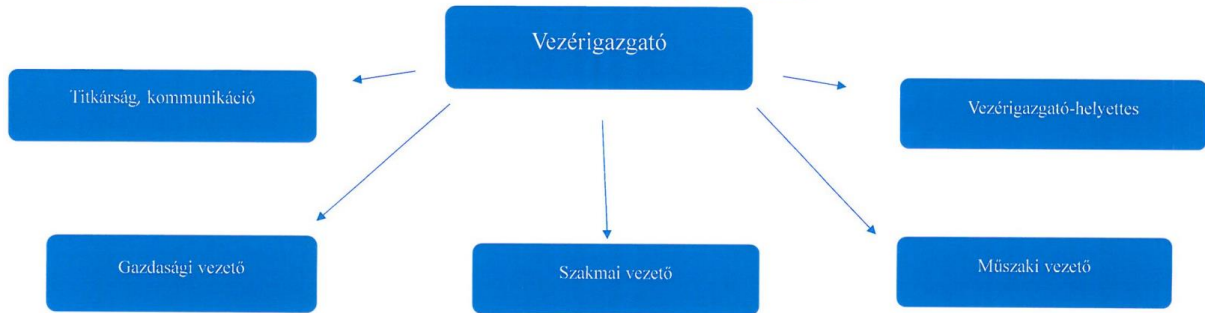 Vezérigazgató
Titkárság, kommunikáció
Vezérigazgató-helyettes
Gazdasági vezető
Szakmai vezető
Műszaki vezető